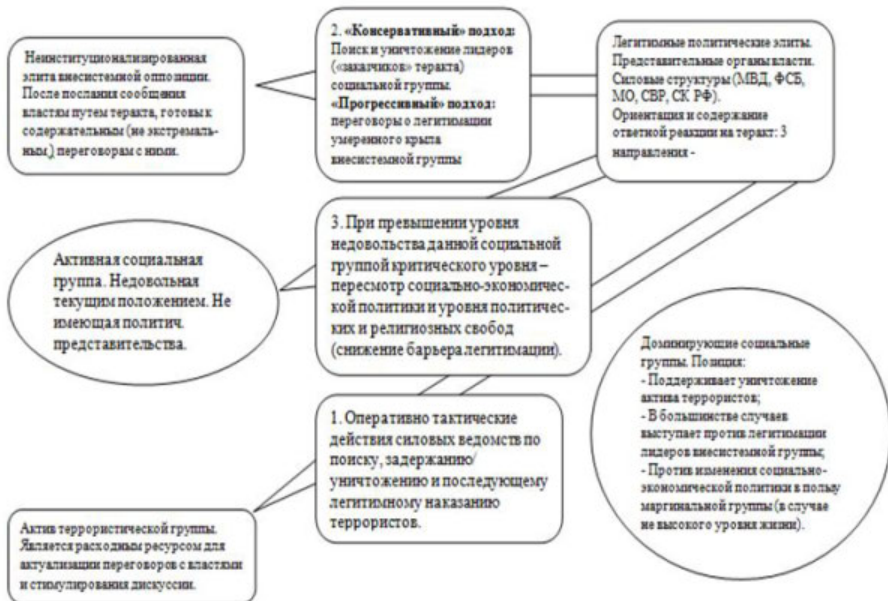 Неинституционализированная
элита внесистемной оппозиции.
После послания сообщения
властям путем теракта, готовы к
содержательным (не экстремаль-
ным,) переговорам с ними.
2. «Консервативный» подход:
Поиск и уничтожение лидеров
(«заказчиков» теракта)
социальной группы.
«Прогрессивный» подход:
переговоры о легитимации
умеренного крыла
внесистемной группы
Легитимные политические элиты.
Представительные органы власти.
Силовые структуры (МВД, ФСБ,
МО, СВР, СК РФ).
Ориентация и содержание
ответной реакции на теракт: 3
направления -
Активная социальная
группа. Недовольная
текущим положением. Не
имеющая политич.
представительства.
3. При превышении уровня
недовольства данной социальной
группой критического уровня –
пересмотр социально-экономичес-
кой политики и уровня политичес-
ких и религиозных свобод
(снижение барьера легитимации).
Доминирующие социальные
группы. Позиция:
- Поддерживает уничтожение
актива террористов;
- В большинстве случаев
выступает против легитимации
лидеров внесистемной группы;
- Против изменения социально-
экономической политики в пользу
маргинальной группы (в случае
не высокого уровня жизни).
1. Оперативно тактические
действия силовых ведомств по
поиску, задержанию/
уничтожению и последующему
легитимному наказанию
террористов.
Актив террористической группы.
Является расходным ресурсом для
актуализации переговоров с властями
и стимулирования дискуссии.